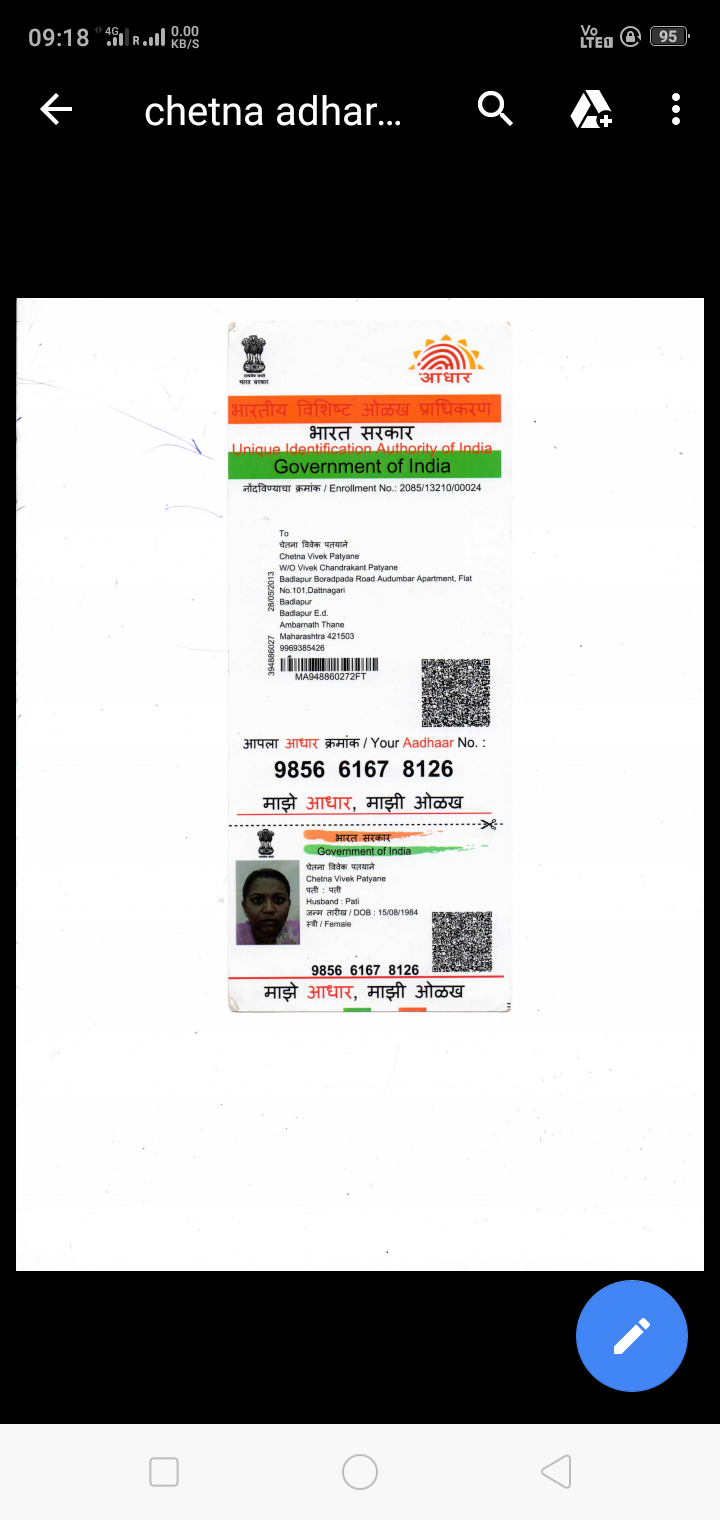 09:18
4G
R
0.00
KB/S
Vo
LTE1
95
chetna adhar...
सत्यमेव जयते
भारत सरकार
आधार
भारतीय विशिष्ट ओळख प्राधिकरण
भारत सरकार
Unique Identification Authority of India
Government of India
नोंदविण्याचा क्रमांक / Enrollment No.: 2085/13210/00024
To
चेतना विवेक पतयाने
Chetna Vivek Patyane
W/O Vivek Chandrakant Patyane
Badlapur Boradpada Road Audumbar Apartment, Flat
No.101,Dattnagari
Badlapur
Badlapur E.d.
Ambarnath Thane
Maharashtra 421503
9969385426
28/05/2013
394886027
MA948860272FT
आपला आधार क्रमांक / Your Aadhaar No. :
9856 6167 8126
माझे आधार, माझी ओळख
भारत सरकार
Government of India
चेतना विवेक पतयाने
Chetna Vivek Patyane
पती : पती
Husband : Pati
जन्म तारीख / DOB : 15/08/1984
स्त्री / Female
9856 6167 8126
माझे आधार, माझी ओळख